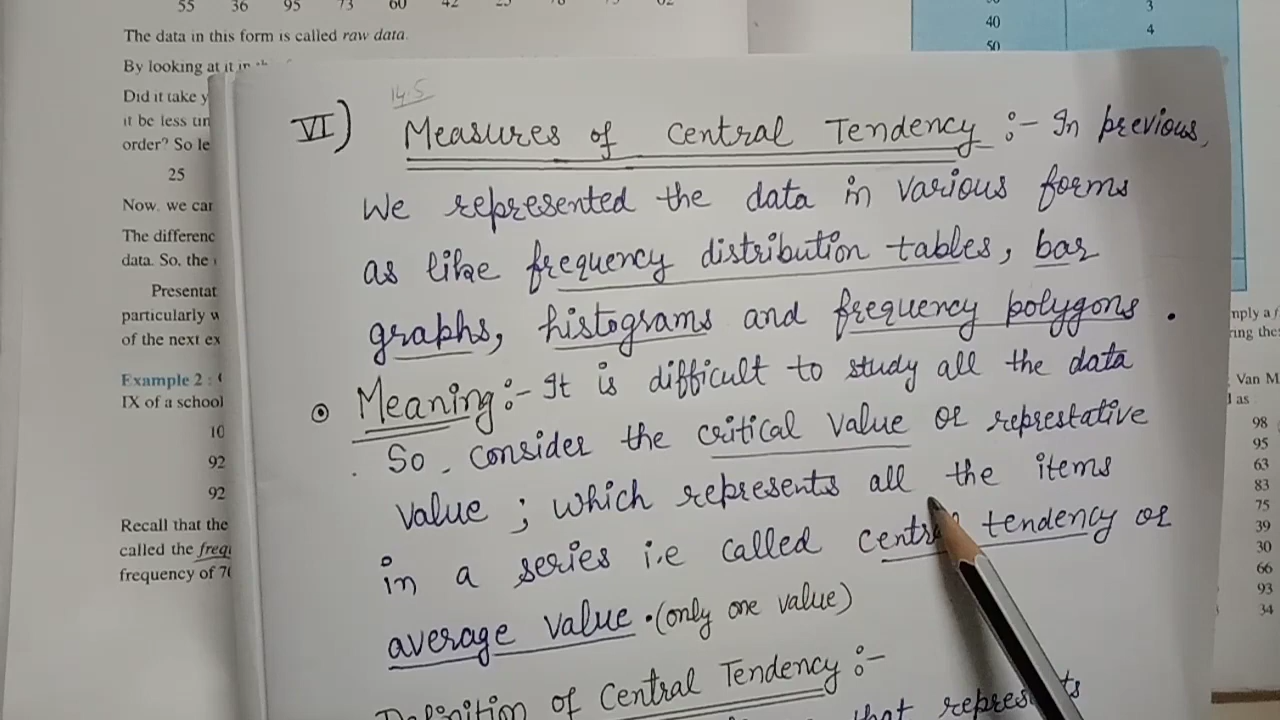 55 36 95 73 60 42
The data in this form is called raw data.
By looking at it in
Did it take y
it be less un
order? So le
25
Now, we can
The differenc
data. So, the
Presentat
particularly w
of the next ex
Example 2 :
IX of a school
10
92
92
Recall that the
called the freq
frequency of 70
14.5
VI) Measures of Central Tendency :- In previous,
We represented the data in various forms
as like frequency distribution tables, bar
graphs, histograms and frequency polygons.
Meaning :- It is difficult to study all the data
So, consider the critical value or represtative
value ; which represents all the items
in a series i.e called central tendency or
average value. (only one value)
Definition of Central Tendency :-
that represents
3
40 4
50
mply a f
ring the
Van M
as
98
95
63
83
75
39
30
66
93
34